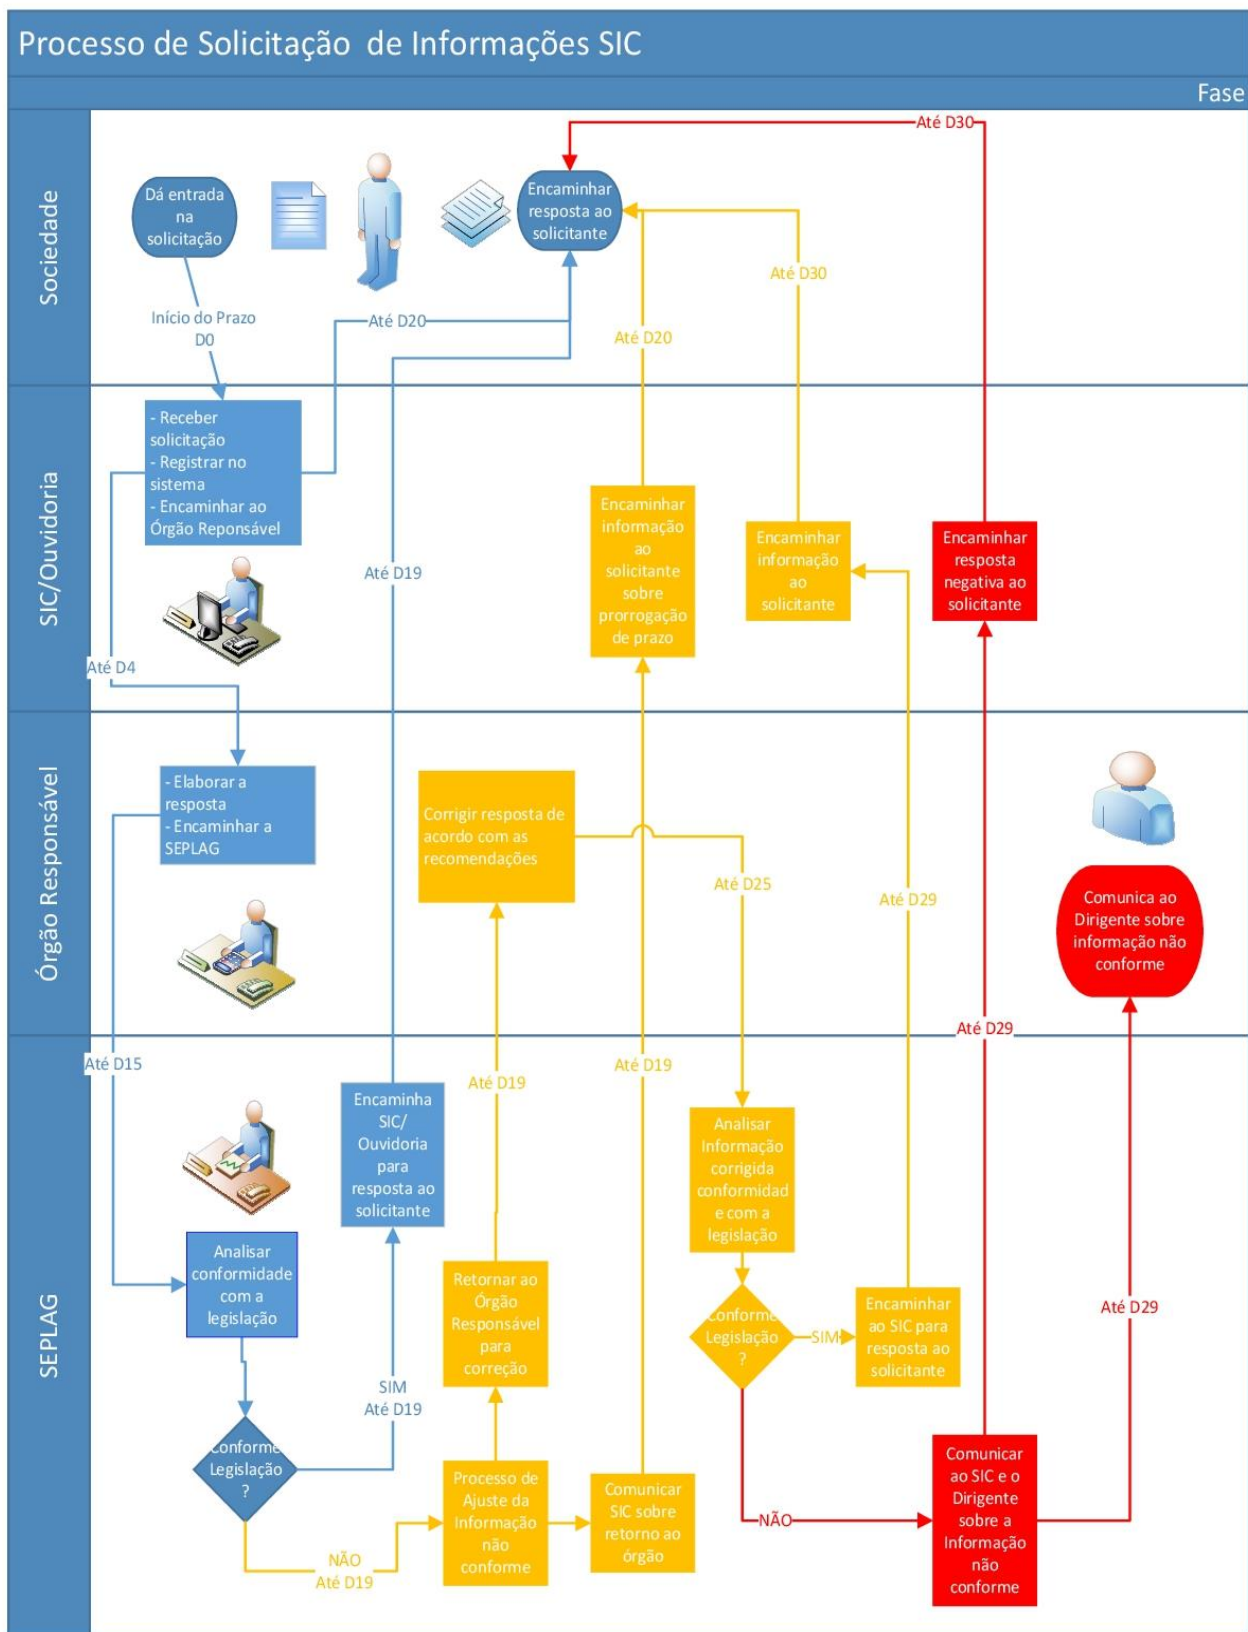 Processo de Solicitação de Informações SIC
Fase
Sociedade
Dá entrada
na
solicitação
Encaminhar
resposta ao
solicitante
Até D30
Até D30
Início do Prazo
D0
Até D20
Até D20
SIC/Ouvidoria
- Receber
solicitação
- Registrar no
sistema
- Encaminhar ao
Órgão Reponsável
Até D19
Encaminhar
informação
ao
solicitante
sobre
prorrogação
de prazo
Encaminhar
informação
ao
solicitante
Encaminhar
resposta
negativa ao
solicitante
Até D4
Órgão Responsável
- Elaborar a
resposta
- Encaminhar a
SEPLAG
Corrigir resposta de
acordo com as
recomendações
Até D25
Até D29
Comunica ao
Dirigente sobre
informação não
conforme
Até D29
SEPLAG
Até D15
Até D19
Até D19
Encaminha
SIC/
Ouvidoria
para
resposta ao
solicitante
Analisar
Informação
corrigida
conformidad
e com a
legislação
Analisar
conformidade
com a
legislação
Retornar ao
Órgão
Responsável
para
correção
Conforme
Legislação
?
SIM
Encaminhar
ao SIC para
resposta ao
solicitante
Até D29
SIM
Até D19
Conforme
Legislação
?
NÃO
Até D19
Processo de
Ajuste da
Informação
não
conforme
Comunicar
SIC sobre
retorno ao
órgão
NÃO
Comunicar
ao SIC e o
Dirigente
sobre a
Informação
não
conforme